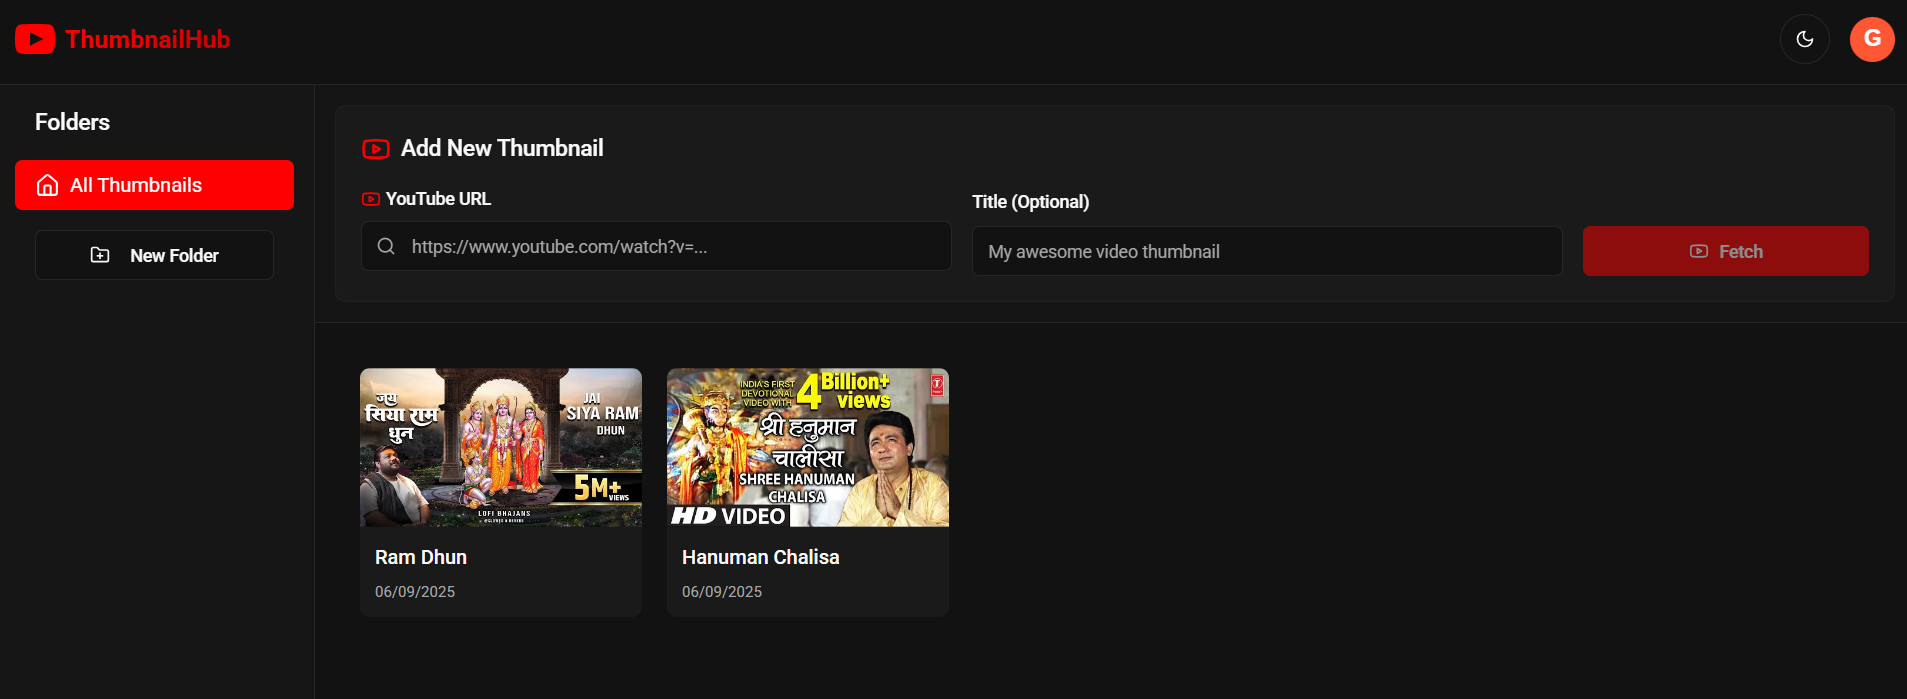 ThumbnailHub
G
Folders
All Thumbnails
New Folder
Add New Thumbnail
YouTube URL
https://www.youtube.com/watch?v=...
Title (Optional)
My awesome video thumbnail
Fetch
जय
सिया राम
धुन
JAI
SIYA RAM
DHUN
5M+
VIEWS
LOFI BHAJANS
Ram Dhun
06/09/2025
INDIA'S FIRST
DEVOTIONAL
VIDEO WITH
4 Billion+
views
श्री हनुमान
चालीसा
SHREE HANUMAN
CHALISA
HD VIDEO
Hanuman Chalisa
06/09/2025